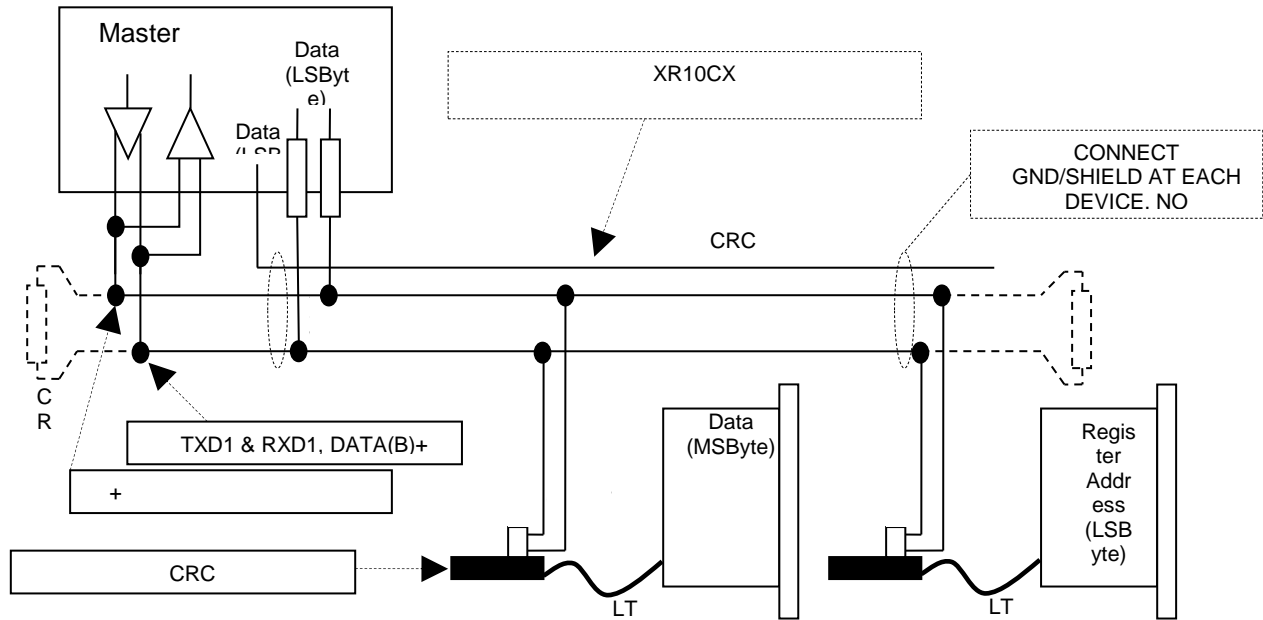 Master
Data
(LSByt
e)
Data
XR10CX
CONNECT
GND/SHIELD AT EACH
DEVICE. NO
CRC
C
R
TXD1 & RXD1, DATA(B)+
+
CRC
Data
(MSByte)
LT
Regis
ter
Addr
ess
(LSB
yte)
LT